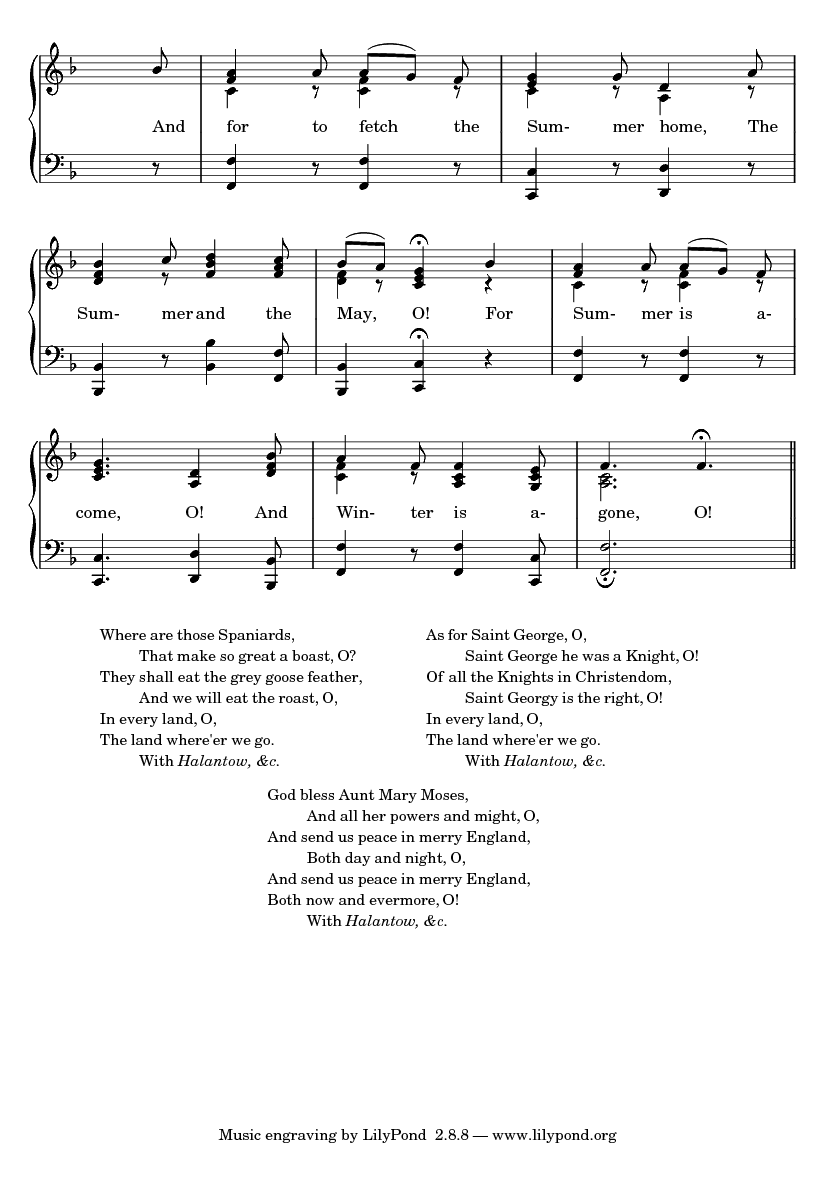 And for to fetch the Sum- mer home, The
Sum- mer and the May, O! For Sum- mer is a-
come, O! And Win- ter is a- gone, O!
Where are those Spaniards,
That make so great a boast, O?
They shall eat the grey goose feather,
And we will eat the roast, O,
In every land, O,
The land where'er we go.
With Halantow, &c.
As for Saint George, O,
Saint George he was a Knight, O!
Of all the Knights in Christendom,
Saint Georgy is the right, O!
In every land, O,
The land where'er we go.
With Halantow, &c.
God bless Aunt Mary Moses,
And all her powers and might, O,
And send us peace in merry England,
Both day and night, O,
And send us peace in merry England,
Both now and evermore, O!
With Halantow, &c.
Music engraving by LilyPond 2.8.8 — www.lilypond.org